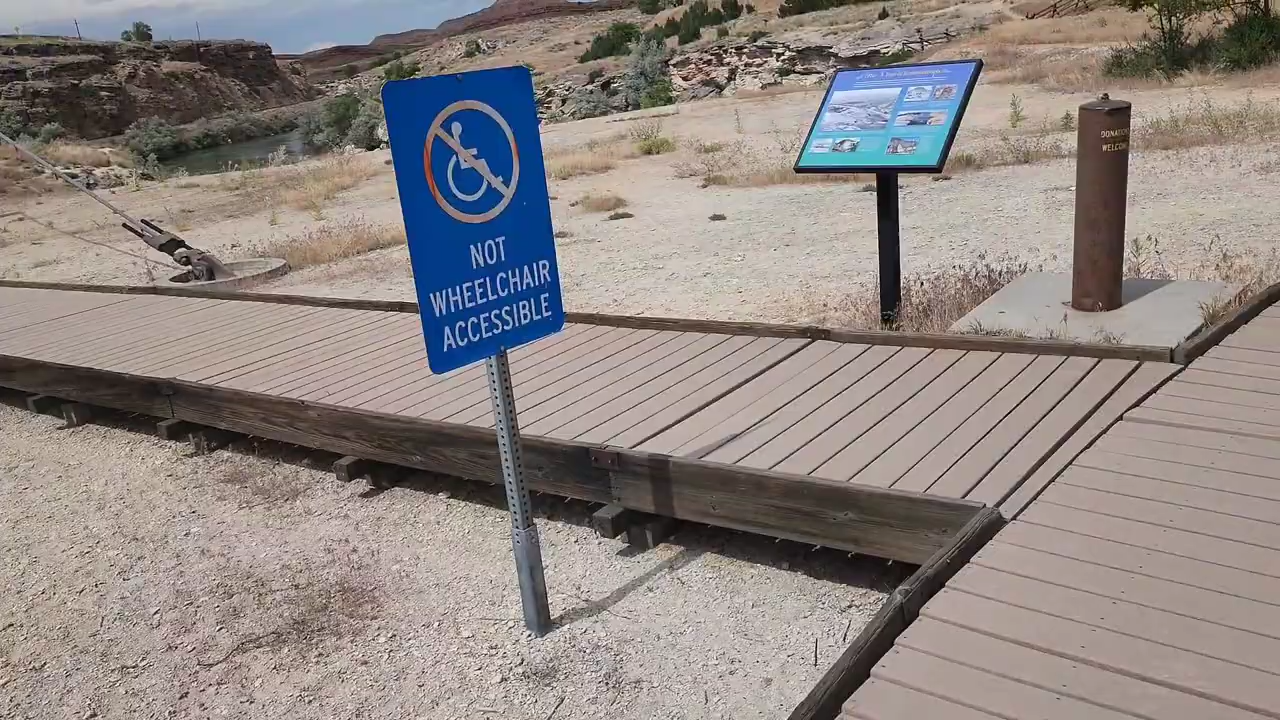 NOT
WHEELCHAIR
ACCESSIBLE
DONATIONS
WELCOME